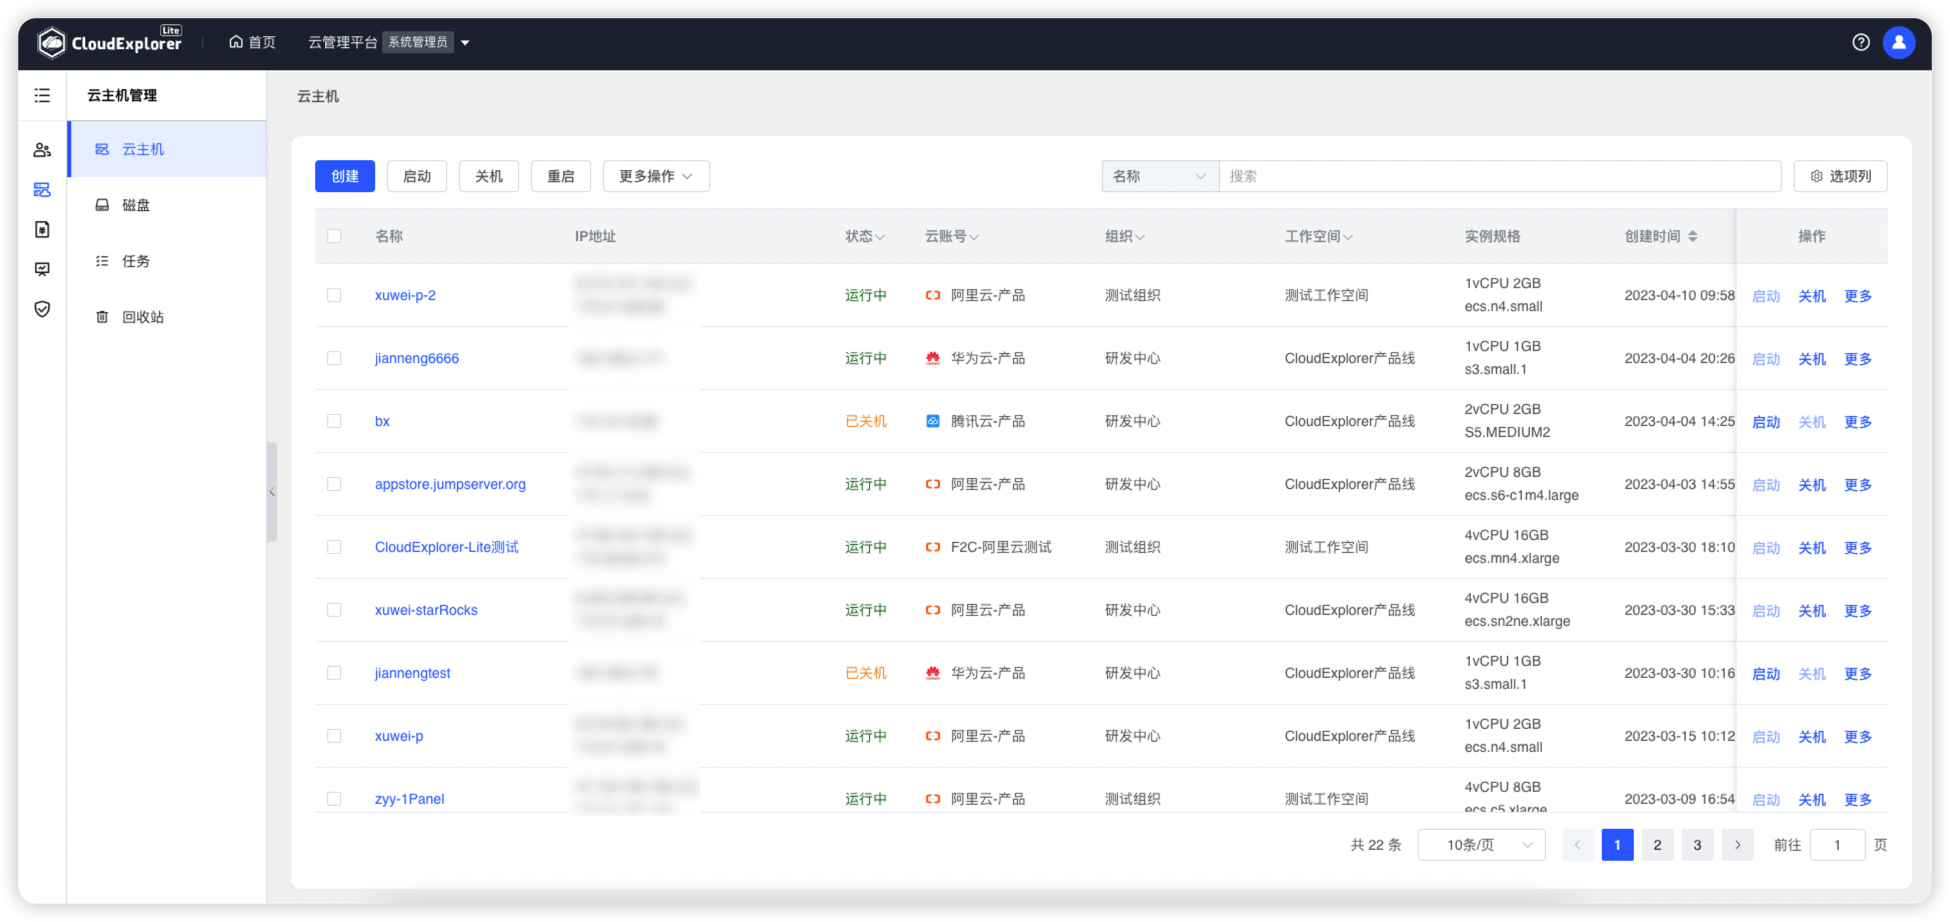 CloudExplorer Lite 首页 云管理平台 系统管理员
云主机管理
云主机
磁盘
任务
回收站
云主机
创建 启动 关机 重启 更多操作 名称 搜索 选项列
名称 IP地址 状态 云账号 组织 工作空间 实例规格 创建时间 操作
xuwei-p-2 运行中 阿里云-产品 测试组织 测试工作空间 1vCPU 2GB 2023-04-10 09:58 启动 关机 更多
ecs.n4.small
jianneng6666 运行中 华为云-产品 研发中心 CloudExplorer产品线 1vCPU 1GB 2023-04-04 20:26 启动 关机 更多
s3.small.1
bx 已关机 腾讯云-产品 研发中心 CloudExplorer产品线 2vCPU 2GB 2023-04-04 14:25 启动 关机 更多
S5.MEDIUM2
appstore.jumpserver.org 运行中 阿里云-产品 研发中心 CloudExplorer产品线 2vCPU 8GB 2023-04-03 14:55 启动 关机 更多
ecs.s6-c1m4.large
CloudExplorer-Lite测试 运行中 F2C-阿里云测试 测试组织 测试工作空间 4vCPU 16GB 2023-03-30 18:10 启动 关机 更多
ecs.mn4.xlarge
xuwei-starRocks 运行中 阿里云-产品 研发中心 CloudExplorer产品线 4vCPU 16GB 2023-03-30 15:33 启动 关机 更多
ecs.sn2ne.xlarge
jiannengtest 已关机 华为云-产品 研发中心 CloudExplorer产品线 1vCPU 1GB 2023-03-30 10:16 启动 关机 更多
s3.small.1
xuwei-p 运行中 阿里云-产品 研发中心 CloudExplorer产品线 1vCPU 2GB 2023-03-15 10:12 启动 关机 更多
ecs.n4.small
zyy-1Panel 运行中 阿里云-产品 测试组织 测试工作空间 4vCPU 8GB 2023-03-09 16:54 启动 关机 更多
ecs.c5.xlarge
共 22 条 10条/页 1 2 3 前往 1 页